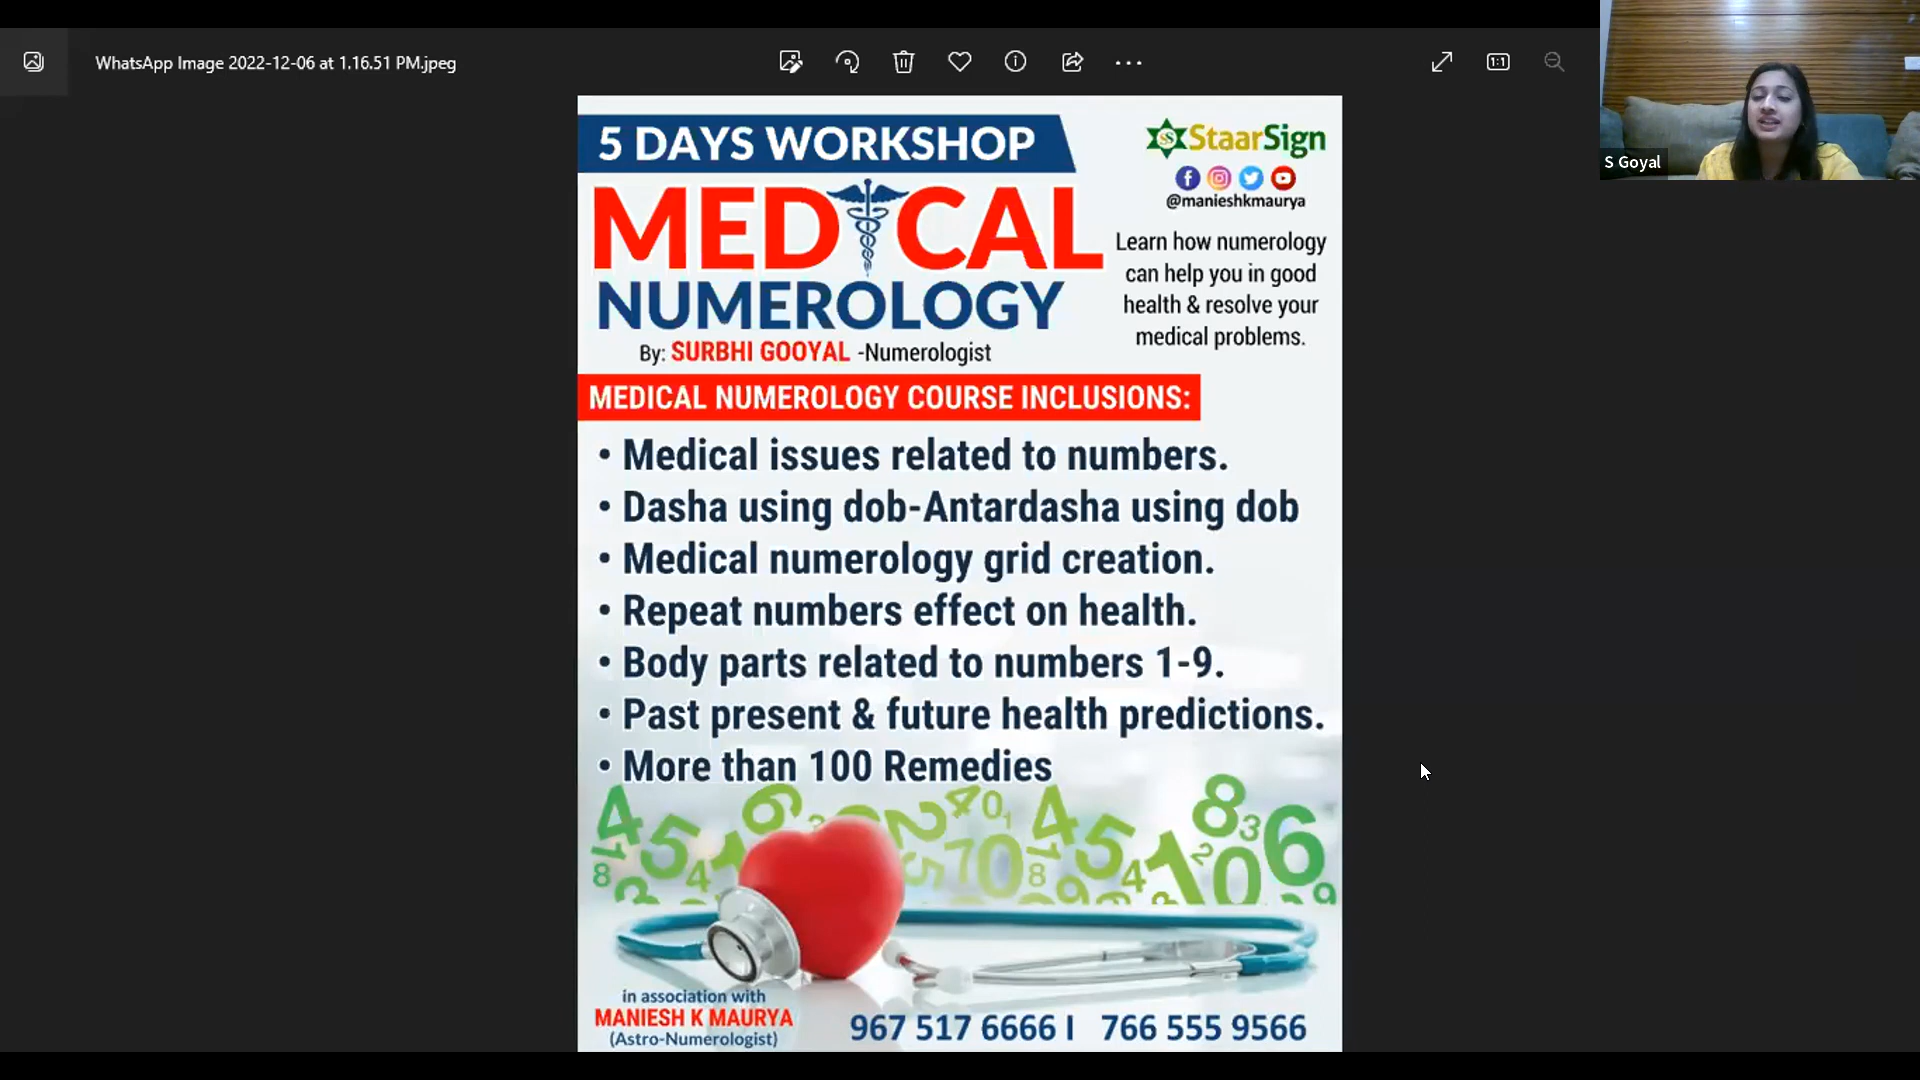 WhatsApp Image 2022-12-06 at 1.16.51 PM.jpeg
1:1
S Goyal
5 DAYS WORKSHOP
StaarSign
@manieshkmaurya
MEDICAL
NUMEROLOGY
By: SURBHI GOOYAL -Numerologist
Learn how numerology
can help you in good
health & resolve your
medical problems.
MEDICAL NUMEROLOGY COURSE INCLUSIONS:
• Medical issues related to numbers.
• Dasha using dob-Antardasha using dob
• Medical numerology grid creation.
• Repeat numbers effect on health.
• Body parts related to numbers 1-9.
• Past present & future health predictions.
• More than 100 Remedies
in association with
MANIESH K MAURYA
(Astro-Numerologist)
967 517 6666 I 766 555 9566